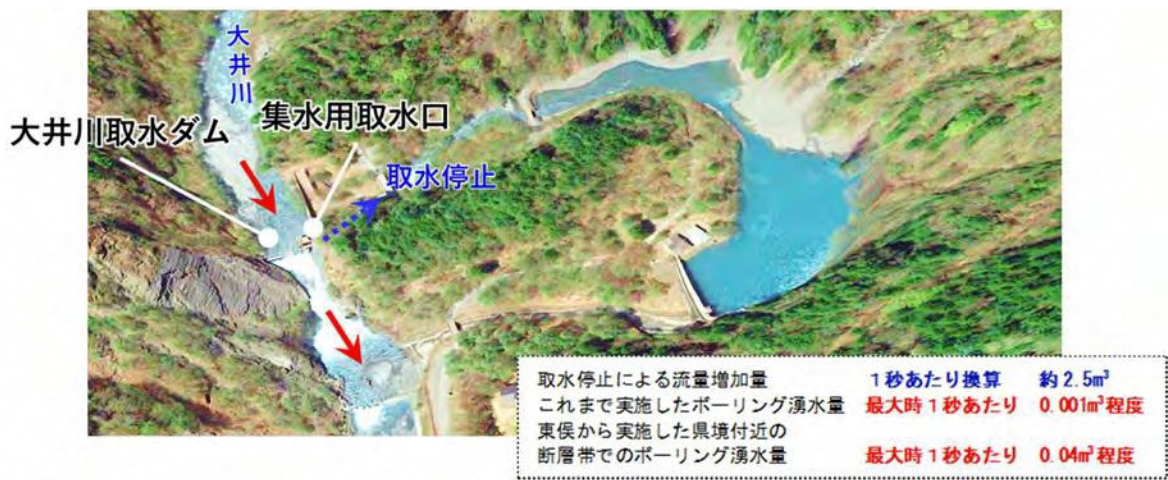 大井川
大井川取水ダム
集水用取水口
取水停止
取水停止による流量増加量 1秒あたり換算 約2.5m³
これまで実施したボーリング湧水量 最大時1秒あたり 0.001m³程度
東俣から実施した県境付近の
断層帯でのボーリング湧水量 最大時1秒あたり 0.04m³程度